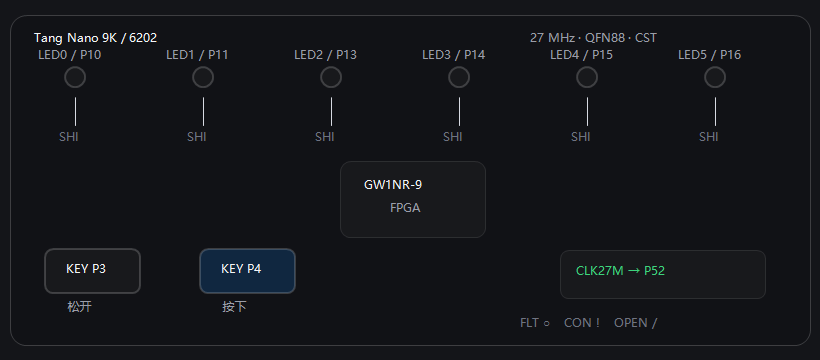 Tang Nano 9K / 6202 27 MHz · QFN88 · CST
LED0 / P10 LED1 / P11 LED2 / P13 LED3 / P14 LED4 / P15 LED5 / P16
SHI SHI SHI SHI SHI SHI
GW1NR-9
FPGA
KEY P3 KEY P4 CLK27M → P52
松开 按下
FLT ○ CON ! OPEN /